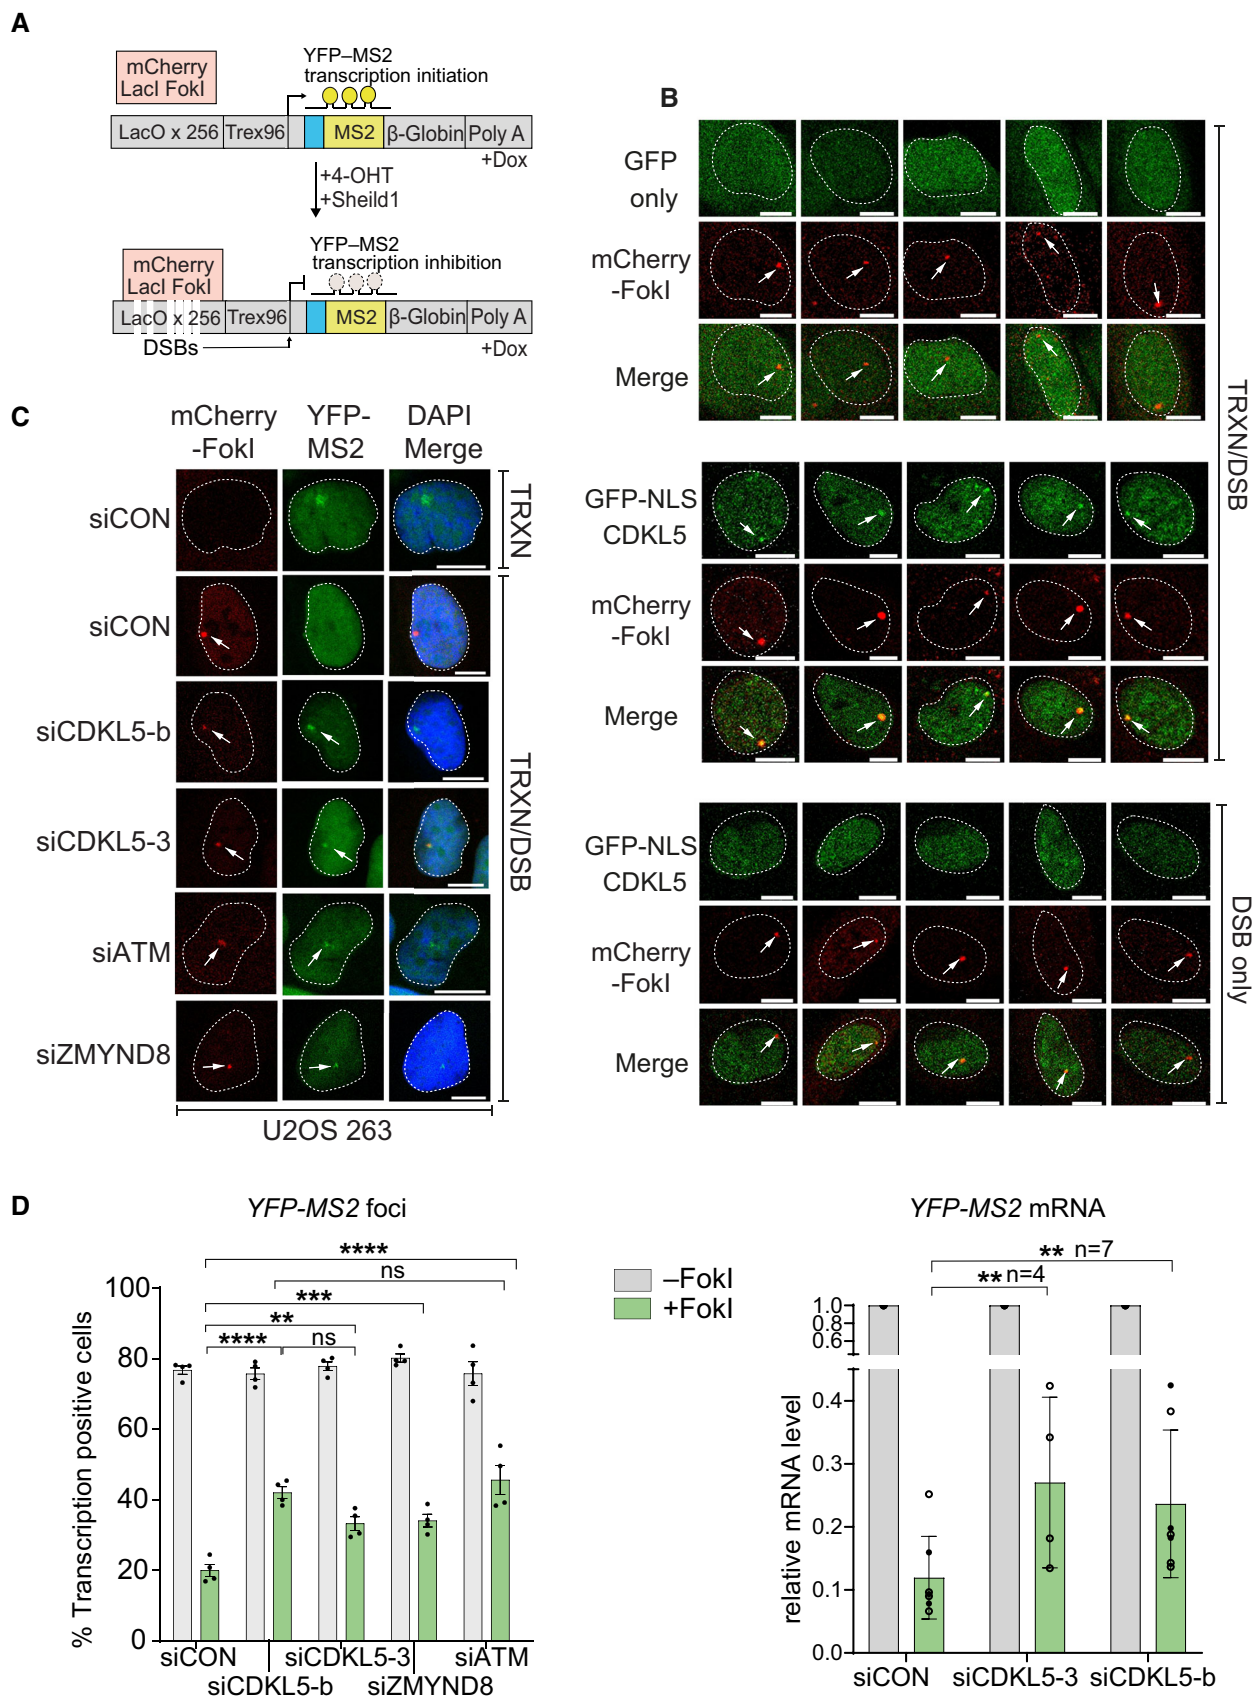 A
mCherry
LacI FokI
YFP–MS2
transcription initiation
LacO x 256 Trex96 MS2 β-Globin Poly A
+Dox
+4-OHT
+Sheild1
mCherry
LacI FokI
YFP–MS2
transcription inhibition
LacO x 256 Trex96 MS2 β-Globin Poly A
DSBs
+Dox
B
GFP
only
mCherry
-FokI
Merge
GFP-NLS
CDKL5
mCherry
-FokI
Merge
TRXN/DSB
GFP-NLS
CDKL5
mCherry
-FokI
Merge
DSB only
C
mCherry
-FokI
YFP-
MS2
DAPI
Merge
siCON
TRXN
siCON
siCDKL5-b
siCDKL5-3
siATM
siZMYND8
TRXN/DSB
U2OS 263
D
YFP-MS2 foci
****
ns
***
**
**** ns
100
80
60
40
20
0
% Transcription positive cells
siCON siCDKL5-3 siATM
siCDKL5-b siZMYND8
–FokI
+FokI
YFP-MS2 mRNA
** n=7
** n=4
1.0
0.8
0.6
0.4
0.3
0.2
0.1
0.0
relative mRNA level
siCON siCDKL5-3 siCDKL5-b